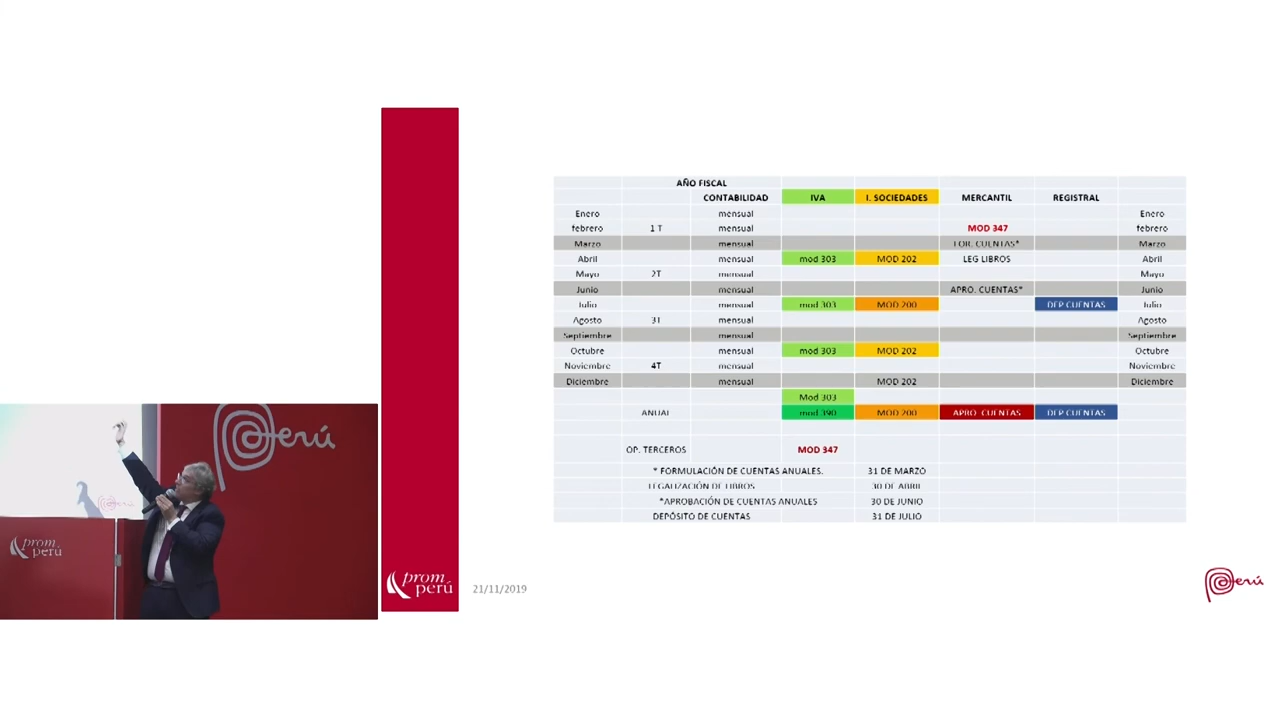 AÑO FISCAL
CONTABILIDAD IVA I. SOCIEDADES MERCANTIL REGISTRAL
Enero mensual Enero
febrero 1 T mensual MOD 347 febrero
Marzo mensual FOR. CUENTAS* Marzo
Abril mensual mod 303 MOD 202 LEG LIBROS Abril
Mayo 2T mensual Mayo
Junio mensual APRO. CUENTAS* Junio
Julio mensual mod 303 MOD 200 DEP CUENTAS Julio
Agosto 3T mensual Agosto
Septiembre mensual Septiembre
Octubre mensual mod 303 MOD 202 Octubre
Noviembre 4T mensual Noviembre
Diciembre mensual MOD 202 Diciembre
Mod 303
ANUAL mod 390 MOD 200 APRO. CUENTAS DEP CUENTAS
OP. TERCEROS MOD 347
* FORMULACIÓN DE CUENTAS ANUALES. 31 DE MARZO
LEGALIZACIÓN DE LIBROS 30 DE ABRIL
*APROBACIÓN DE CUENTAS ANUALES 30 DE JUNIO
DEPÓSITO DE CUENTAS 31 DE JULIO
Perú
prom
perú
prom
perú
21/11/2019
Perú